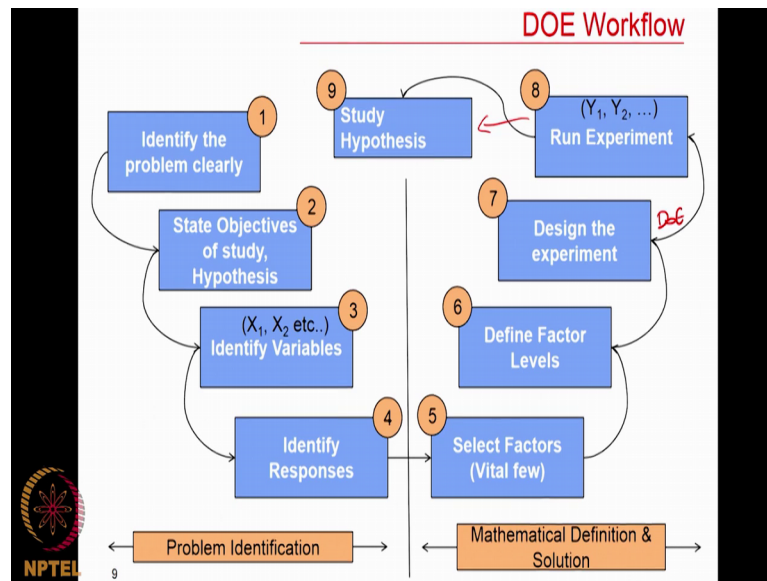 DOE Workflow
1
Identify the
problem clearly
2
State Objectives
of study,
Hypothesis
3
(X₁, X₂ etc..)
Identify Variables
4
Identify
Responses
5
Select Factors
(Vital few)
6
Define Factor
Levels
7
Design the
experiment
DOE
8
(Y₁, Y₂, ...)
Run Experiment
9
Study
Hypothesis
Problem Identification
Mathematical Definition &
Solution
NPTEL
9